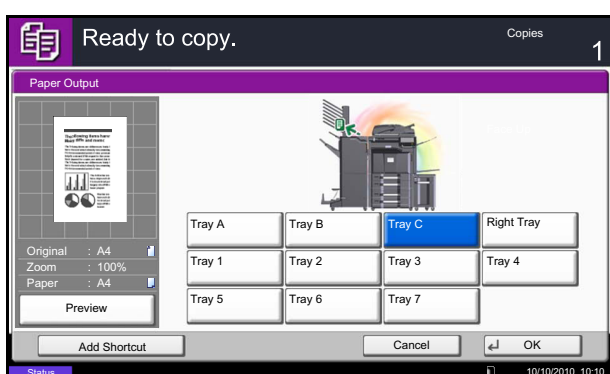 Ready to copy.
Copies
1
Paper Output
Original : A4
Zoom : 100%
Paper : A4
Preview
Tray A
Tray B
Tray C
Right Tray
Tray 1
Tray 2
Tray 3
Tray 4
Tray 5
Tray 6
Tray 7
Add Shortcut
Cancel
OK
Status
10/10/2010 10:10